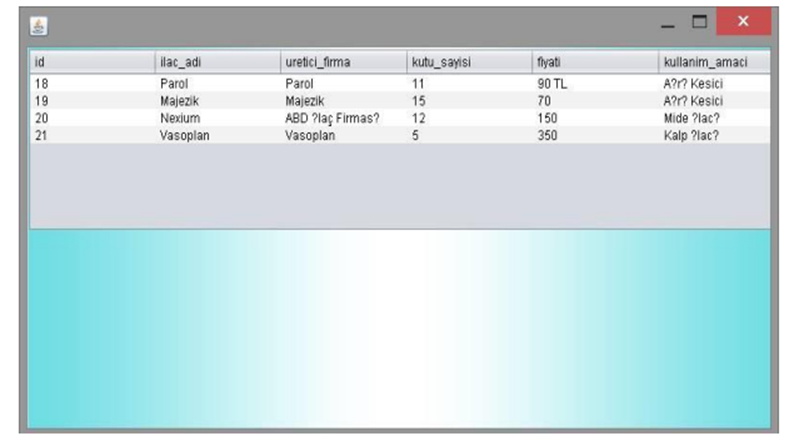 id ilac_adi uretici_firma kutu_sayisi fiyati kullanim_amaci
18 Parol Parol 11 90 TL A?r? Kesici
19 Majezik Majezik 15 70 A?r? Kesici
20 Nexium ABD ?laç Firmas? 12 150 Mide ?lac?
21 Vasoplan Vasoplan 5 350 Kalp ?lac?